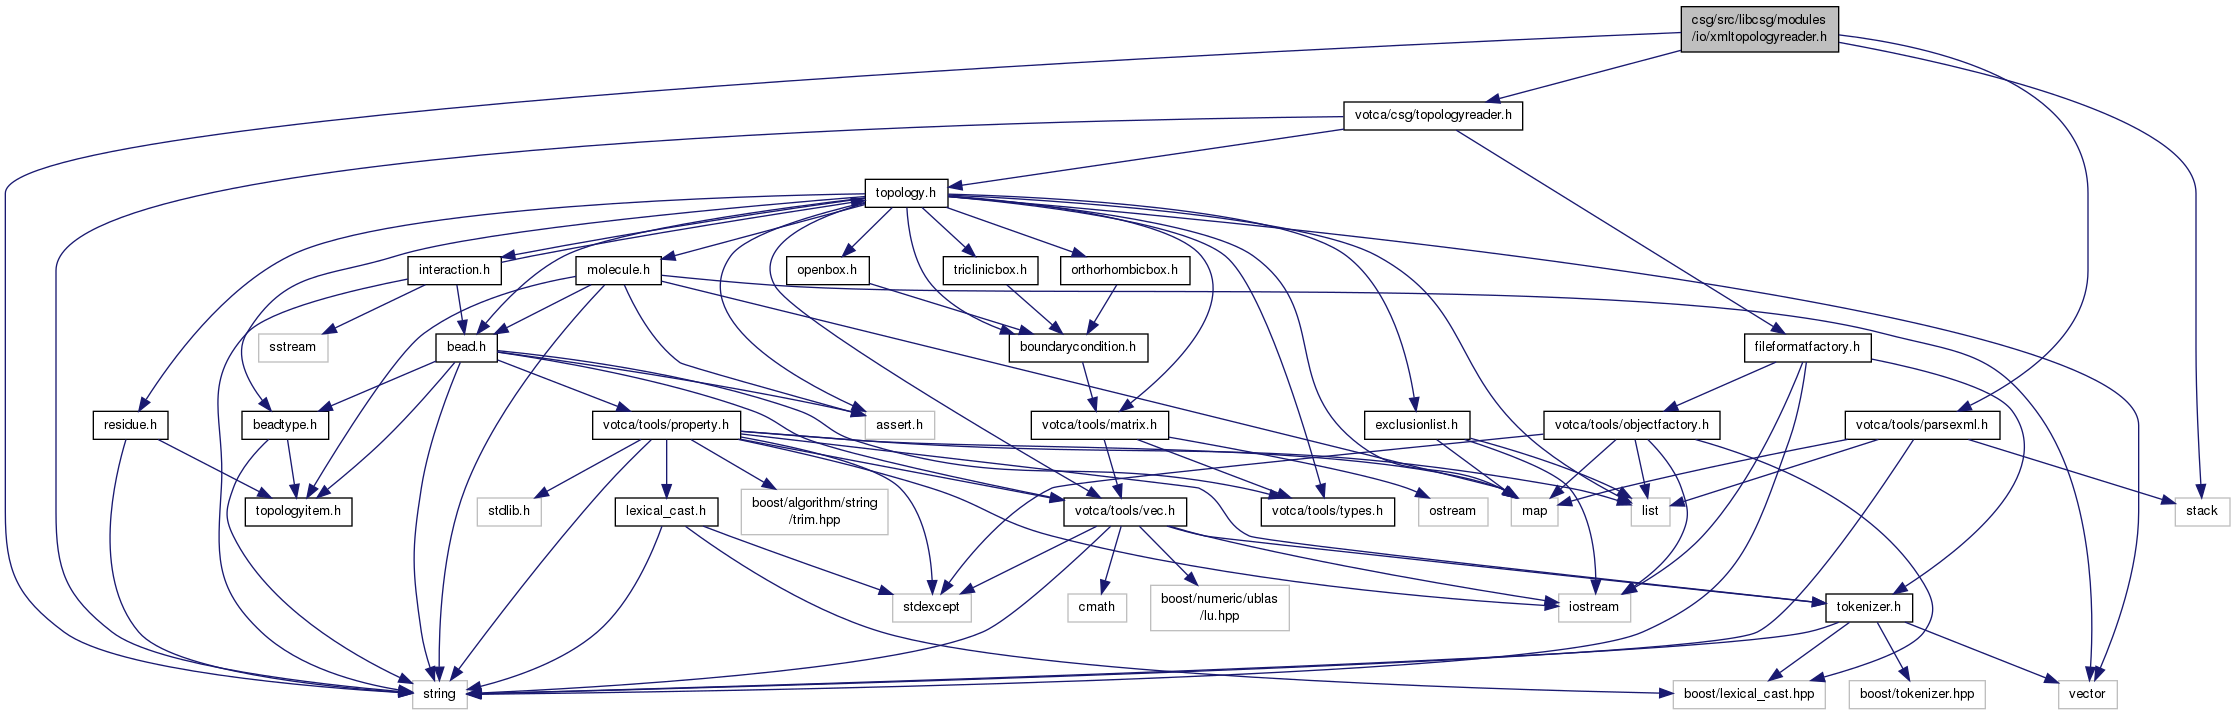 csg/src/libcsg/modules
/io/xmltopologyreader.h
votca/csg/topologyreader.h
topology.h
interaction.h
molecule.h
openbox.h
triclinicbox.h
orthorhombicbox.h
sstream
bead.h
boundarycondition.h
fileformatfactory.h
residue.h
beadtype.h
votca/tools/property.h
assert.h
votca/tools/matrix.h
exclusionlist.h
votca/tools/objectfactory.h
votca/tools/parsexml.h
topologyitem.h
stdlib.h
lexical_cast.h
boost/algorithm/string
/trim.hpp
votca/tools/vec.h
votca/tools/types.h
ostream
map
list
stack
stdexcept
cmath
boost/numeric/ublas
/lu.hpp
iostream
tokenizer.h
string
boost/lexical_cast.hpp
boost/tokenizer.hpp
vector